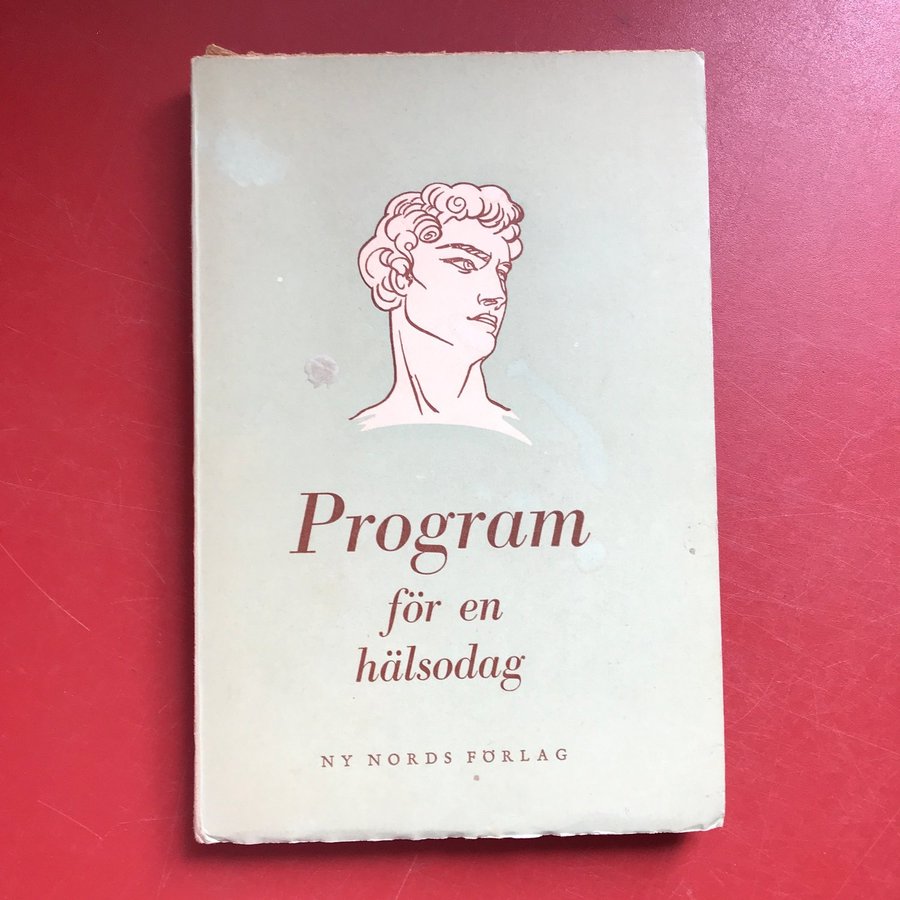 Program
för en
hälsodag
NY NORDS FÖRLAG